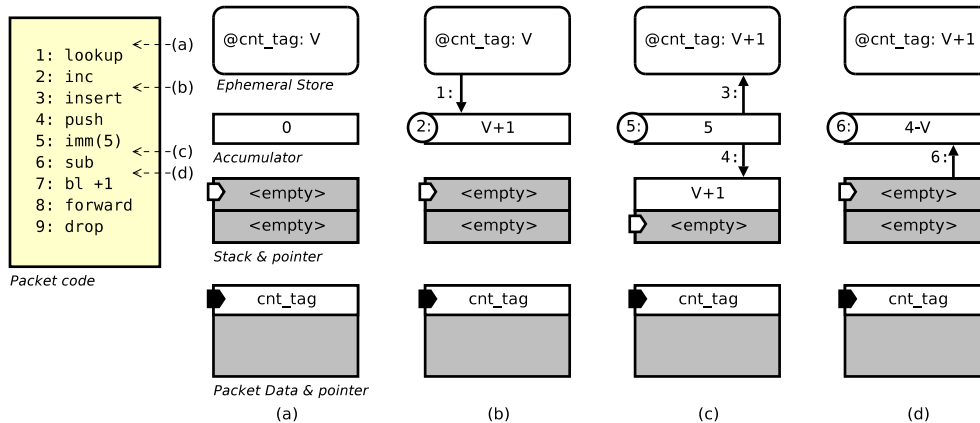 1: lookup
2: inc
3: insert
4: push
5: imm(5)
6: sub
7: bl +1
8: forward
9: drop
(a)
(b)
(c)
(d)
Packet code
@cnt_tag: V
Ephemeral Store
0
Accumulator
<empty>
<empty>
Stack & pointer
cnt_tag
Packet Data & pointer
(a)
@cnt_tag: V
1:
2:
V+1
<empty>
<empty>
cnt_tag
(b)
@cnt_tag: V+1
3:
5:
5
4:
V+1
<empty>
cnt_tag
(c)
@cnt_tag: V+1
6:
4-V
6:
<empty>
<empty>
cnt_tag
(d)